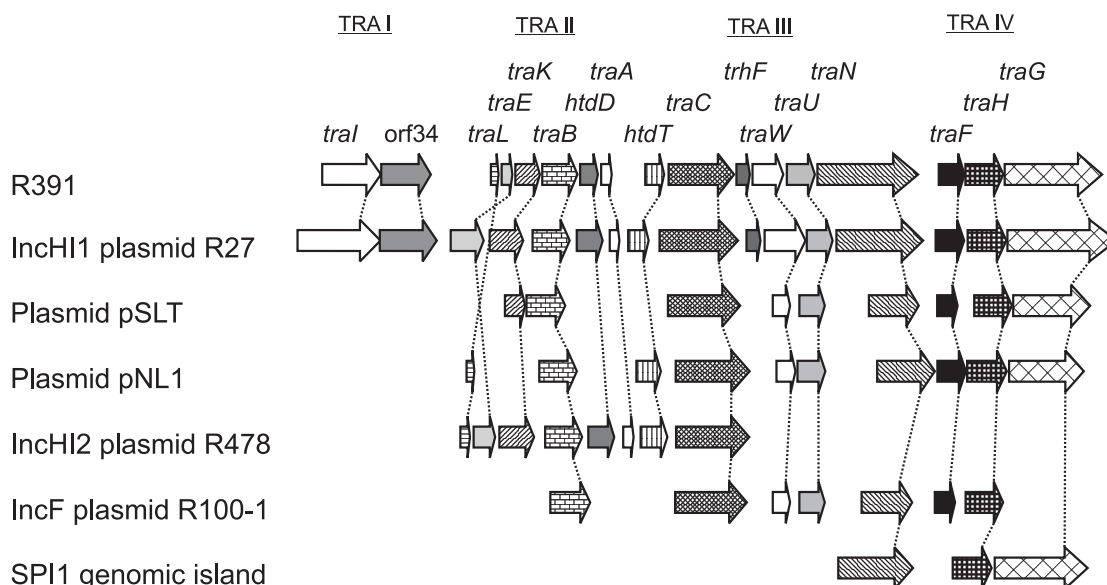 TRA I TRA II TRA III TRA IV
traK traA trhF traN traG
traE htdD traC traU traH
traI orf34 traL traB htdT traW traF
R391
IncHI1 plasmid R27
Plasmid pSLT
Plasmid pNL1
IncHI2 plasmid R478
IncF plasmid R100-1
SPI1 genomic island